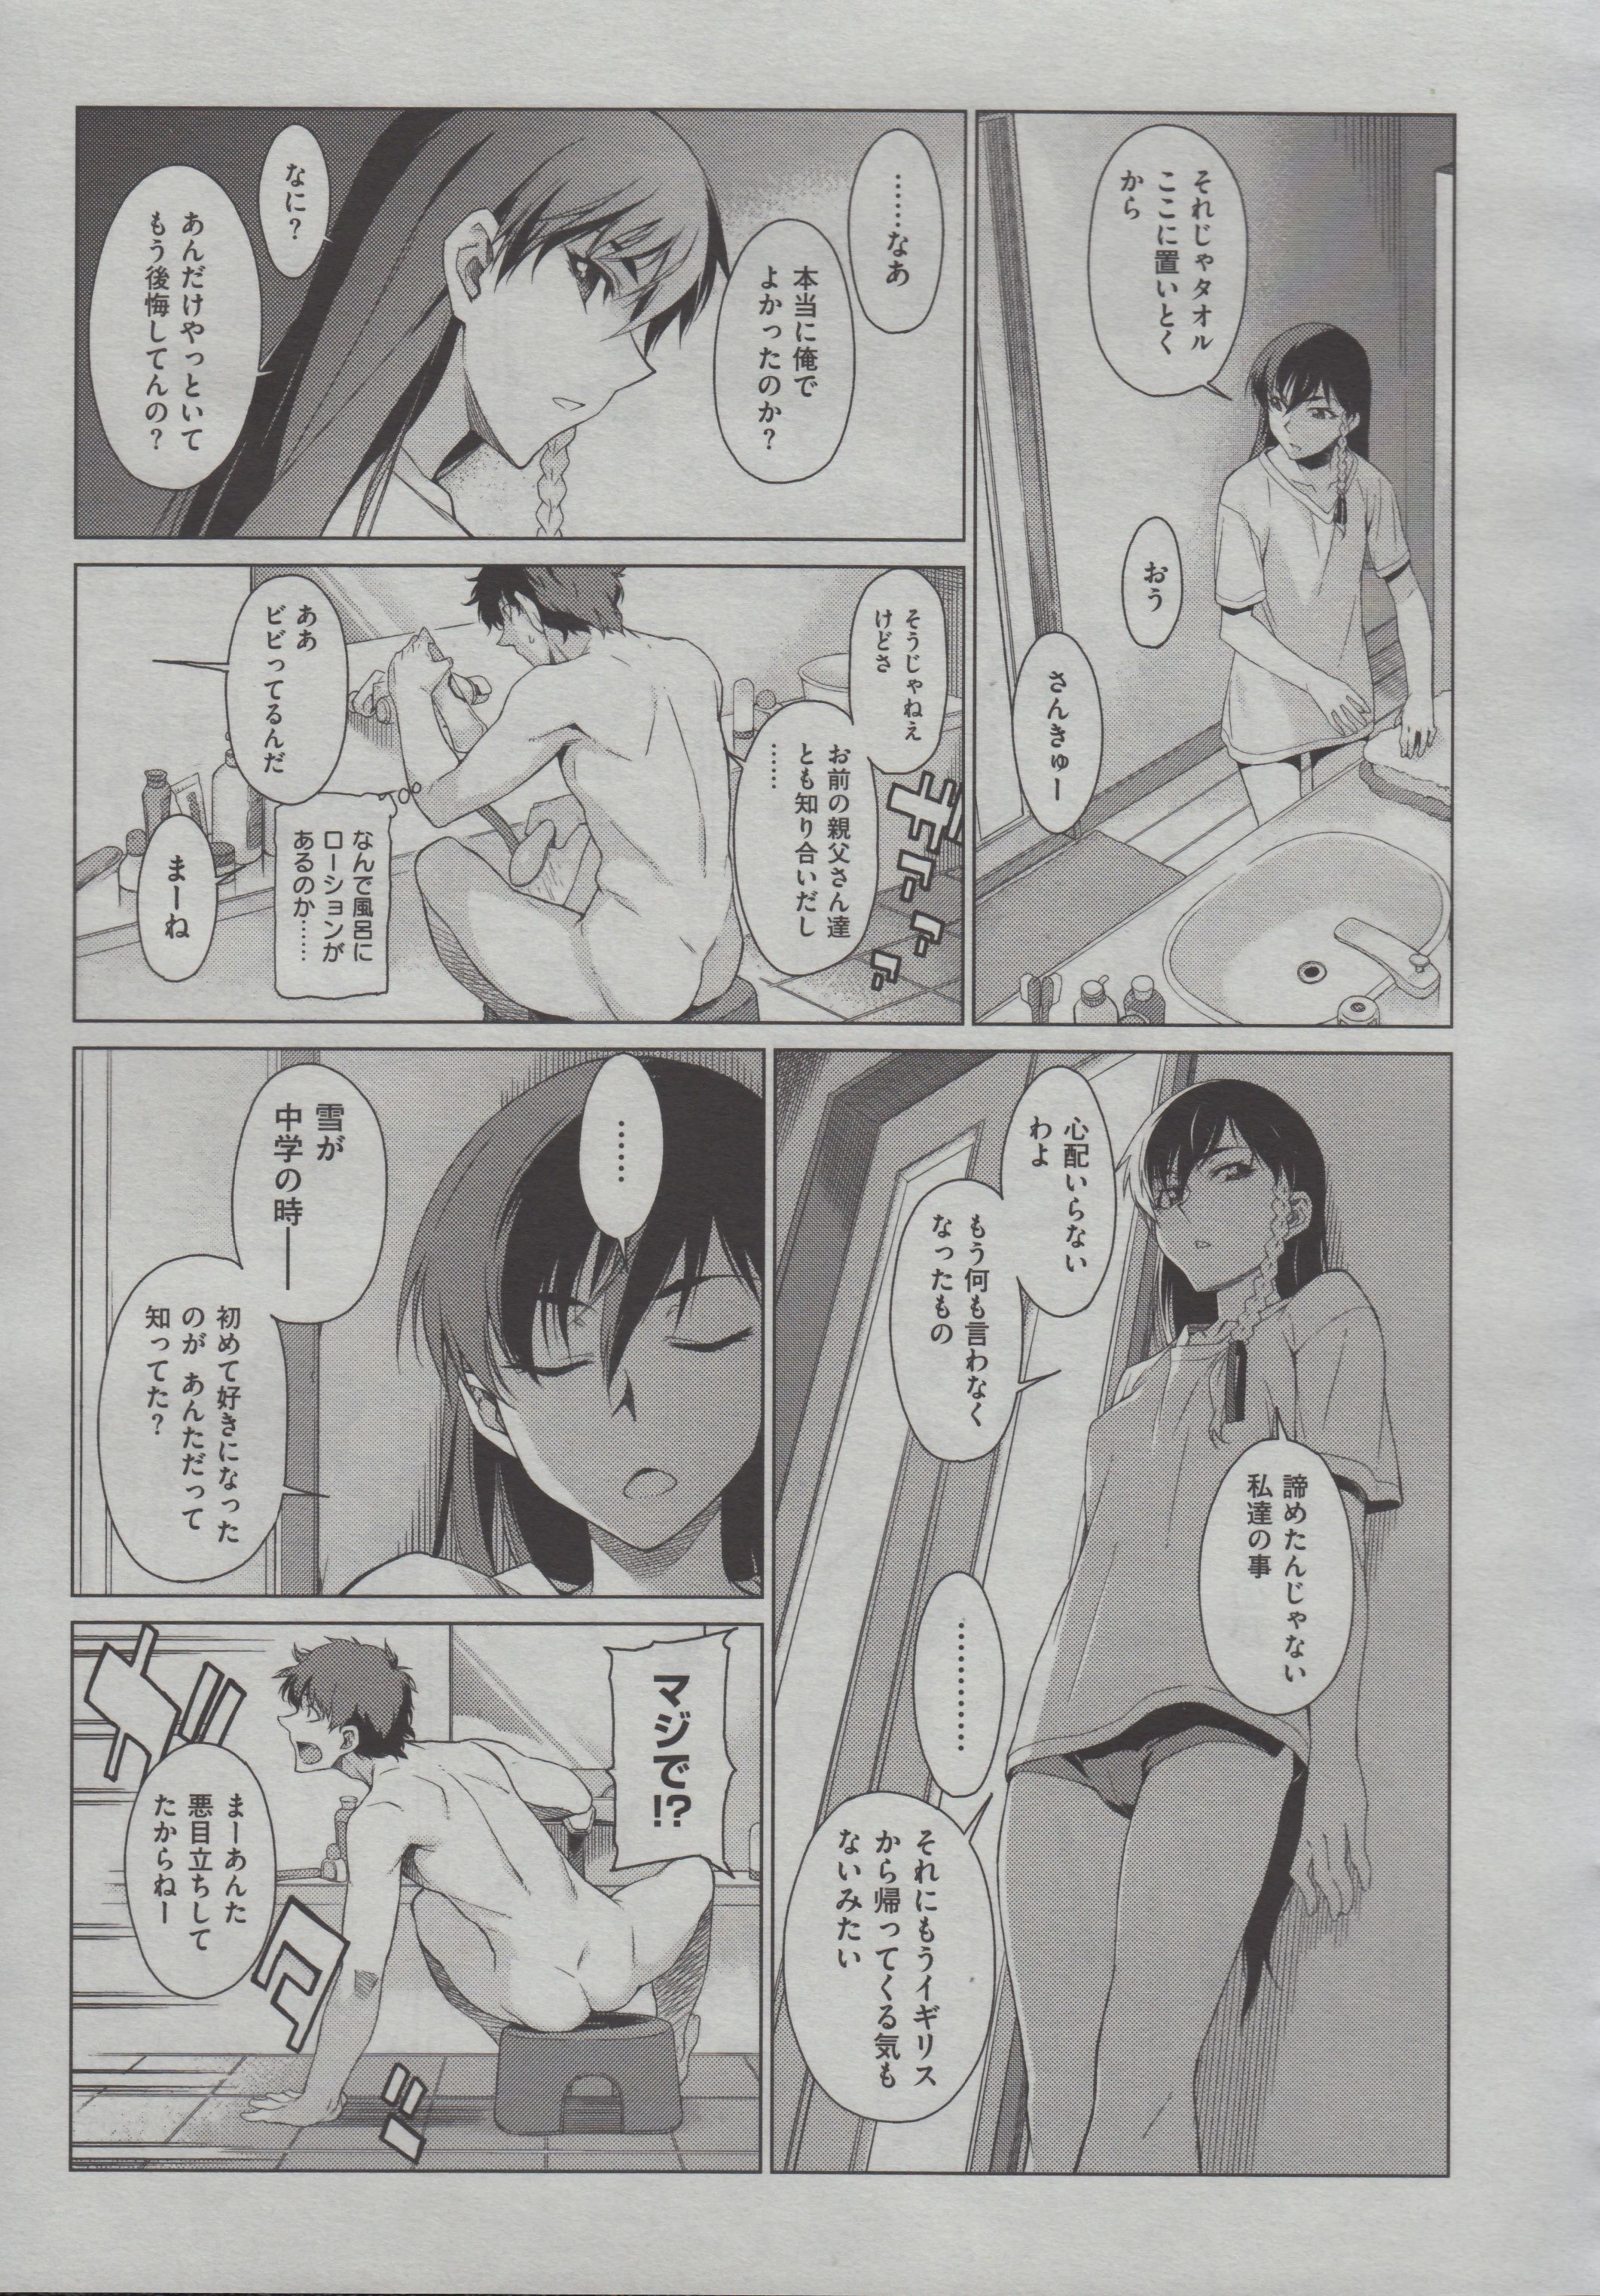 それじゃタオル
ここに置いとく
から
おう
さんきゅー
……なあ
本当に俺で
よかったのか?
なに?
あんだけやっといて
もう後悔してんの?
そうじゃねえ
けどさ
お前の親父さん達
とも知り合いだし
……
ああ
ビビってるんだ
なんで風呂に
ローションが
あるのか……
まーね
心配いらない
わよ
もう何も言わなく
なったもの
諦めたんじゃない
私達の事
…………
それにもうイギリス
から帰ってくる気も
ないみたい
……
雪が
中学の時——
初めて好きになった
のが あんただって
知ってた?
マジで!?
まーあんた
悪目立ちして
たからねー